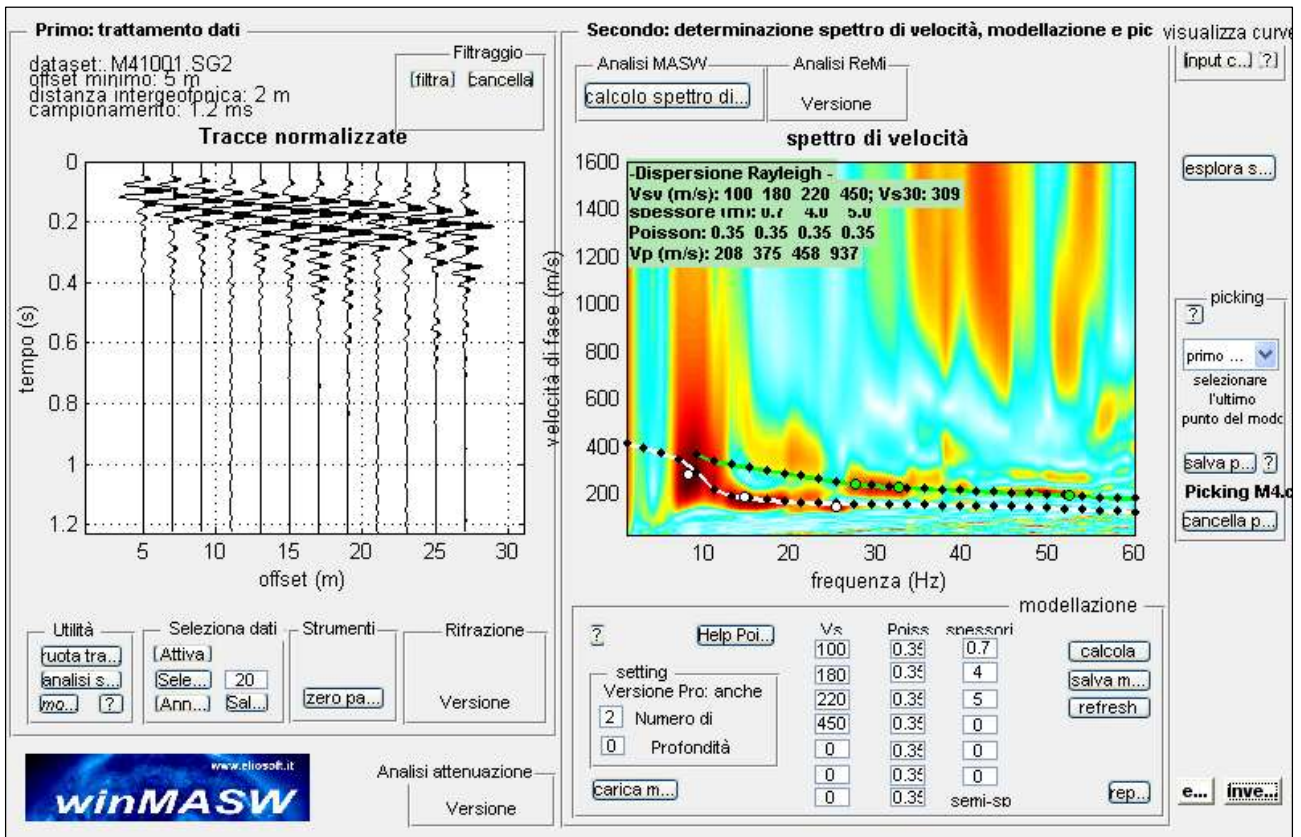 Primo: trattamento dati
dataset: M41001.SG2
offset minimo: 5 m
distanza intergeofonica: 2 m
campionamento: 1.2 ms
Filtraggio
filtra
cancella
Tracce normalizzate
0
0.2
0.4
0.6
0.8
1
1.2
tempo (s)
5
10
15
20
25
30
offset (m)
Utilità
ruota tra...
analisi s...
mo...
?
Seleziona dati
Attiva
Sele...
20
Ann...
Sal...
Strumenti
zero pa...
Rifrazione
Versione
www.eliosoft.it
winMASW
Analisi attenuazione
Versione
Secondo: determinazione spettro di velocità, modellazione e pic
Analisi MASW
calcolo spettro di...
Analisi ReMi
Versione
spettro di velocità
-Dispersione Rayleigh -
Vsv (m/s): 100 180 220 450; Vs30: 309
spessore (m): 0.7 4.0 5.0
Poisson: 0.35 0.35 0.35 0.35
Vp (m/s): 208 375 458 937
1600
1400
1200
1000
800
600
400
200
velocità di fase (m/s)
10
20
30
40
50
60
frequenza (Hz)
modellazione
?
Help Poi...
setting
Versione Pro: anche
2 Numero di
0 Profondità
carica m...
Vs Poiss spessori
100 0.35 0.7
180 0.35 4
220 0.35 5
450 0.35 0
0 0.35 0
0 0.35 0
0 0.35 semi-sp
calcola
salva m...
refresh
rep...
visualizza curve
input c...
?
esplora s...
picking
?
primo ...
selezionare
l'ultimo
punto del modo
salva p...
?
Picking M4.c
cancella p...
e...
inve...